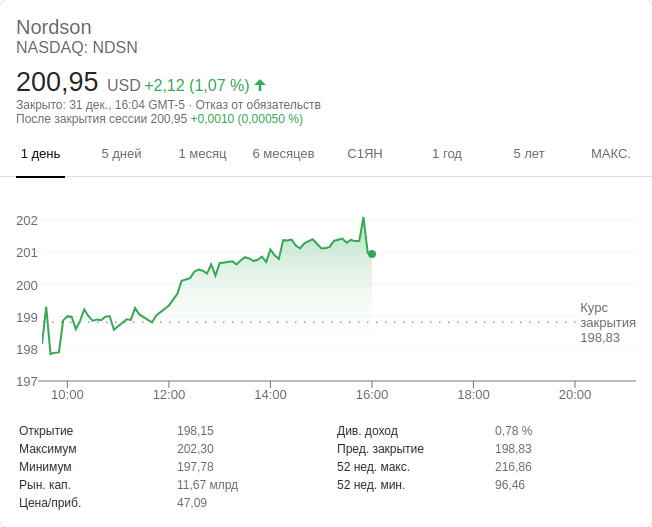 Nordson
NASDAQ: NDSN
200,95 USD +2,12 (1,07 %)
Закрыто: 31 дек., 16:04 GMT-5 · Отказ от обязательств
После закрытия сессии 200,95 +0,0010 (0,00050 %)
1 день 5 дней 1 месяц 6 месяцев С1ЯН 1 год 5 лет МАКС.
202
201
200
199
198
197
Курс
закрытия
198,83
10:00 12:00 14:00 16:00 18:00 20:00
Открытие 198,15 Див. доход 0,78 %
Максимум 202,30 Пред. закрытие 198,83
Минимум 197,78 52 нед. макс. 216,86
Рын. кап. 11,67 млрд 52 нед. мин. 96,46
Цена/приб. 47,09